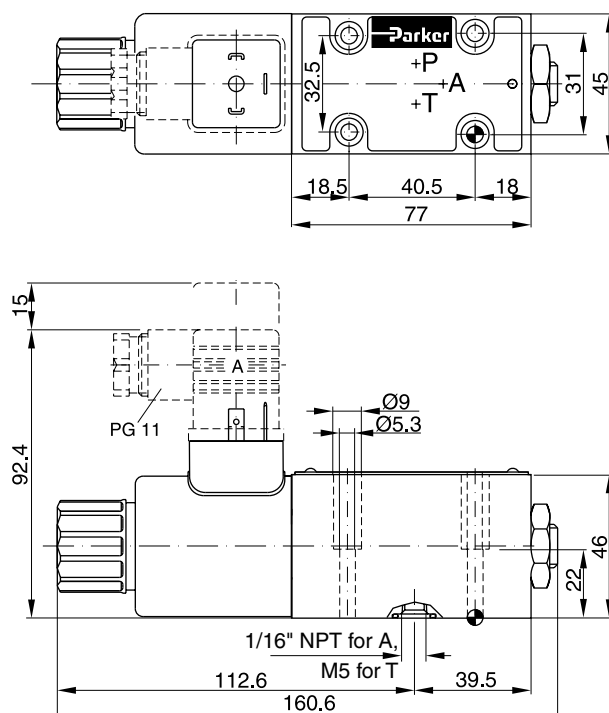 Parker
P
A
T
32.5
31
45
18.5
40.5
18
77
15
A
PG 11
Ø9
Ø5.3
92.4
46
22
1/16" NPT for A,
M5 for T
112.6
39.5
160.6